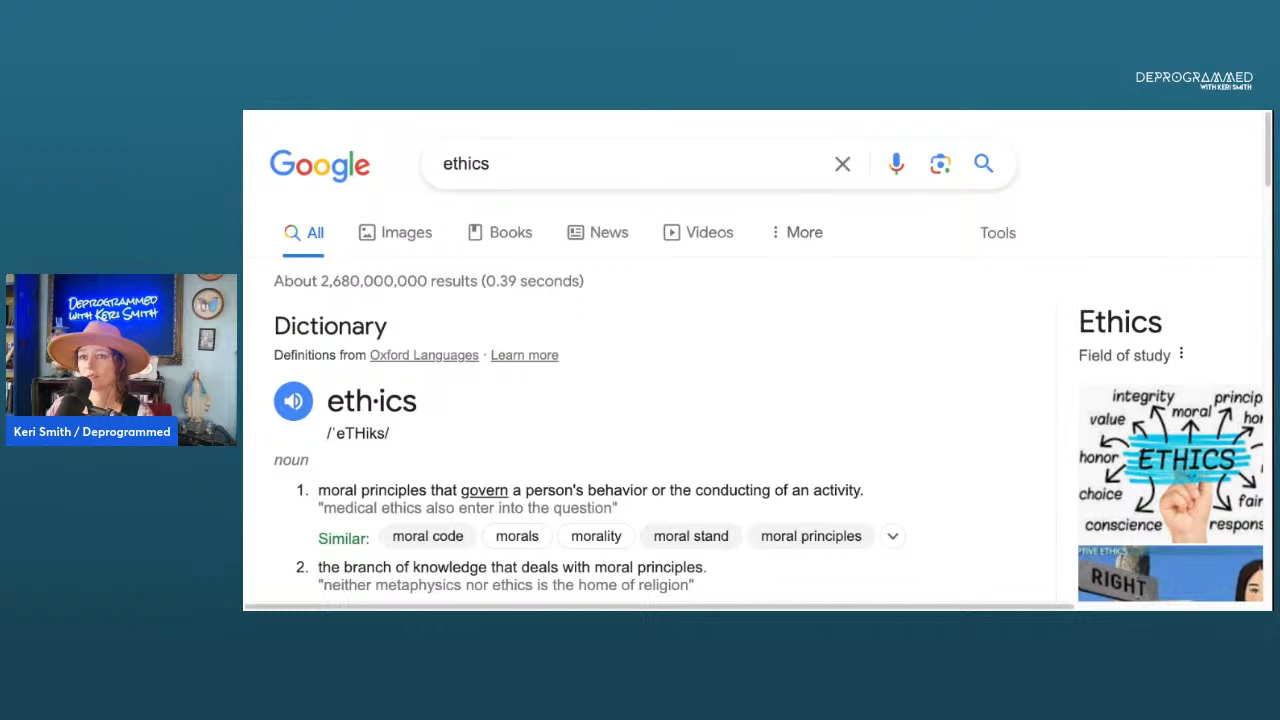 DEPROGRAMMED
WITH KERI SMITH
Google
ethics
All
Images
Books
News
Videos
More
Tools
About 2,680,000,000 results (0.39 seconds)
Dictionary
Definitions from Oxford Languages · Learn more
eth·ics
/ˈeTHiks/
noun
1. moral principles that govern a person's behavior or the conducting of an activity.
"medical ethics also enter into the question"
Similar: moral code morals morality moral stand moral principles
2. the branch of knowledge that deals with moral principles.
"neither metaphysics nor ethics is the home of religion"
Ethics
Field of study
integrity princip
value moral hon
honor ETHICS
choice fair
conscience respons
PTIVE ETHICS
RIGHT
DEPROGRAMMED
WITH KERI SMITH
Keri Smith / Deprogrammed